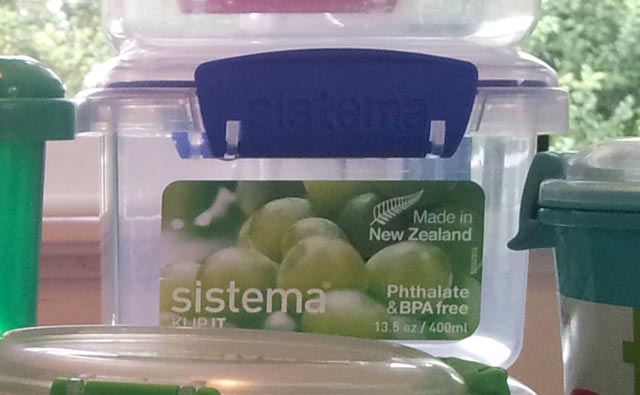 sistema
Made in
New Zealand
sistema®
KLIP IT
Phthalate
& BPA free
13.5 oz / 400ml